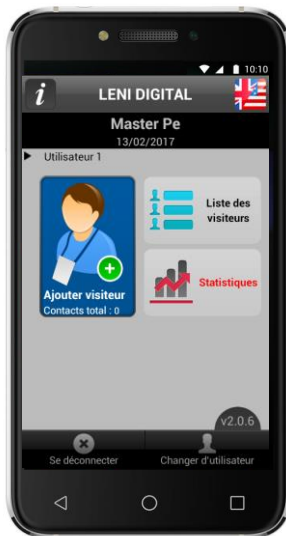 10:10
i LENI DIGITAL
Master Pe
13/02/2017
Utilisateur 1
Liste des
visiteurs
Ajouter visiteur
Contacts total : 0
Statistiques
v2.0.6
Se déconnecter Changer d'utilisateur